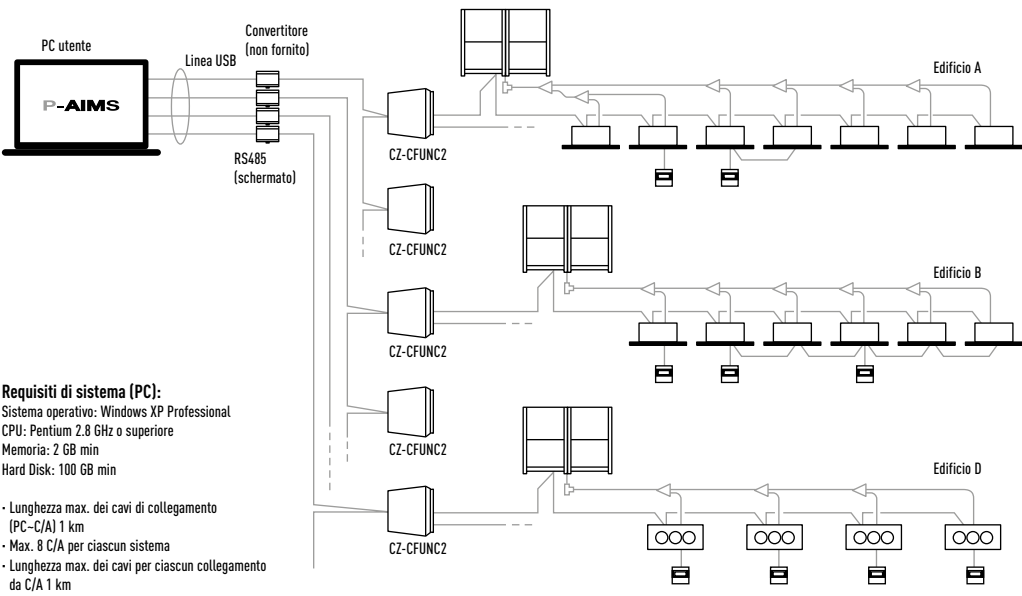 PC utente
P-AIMS
Linea USB
Convertitore
(non fornito)
RS485
(schermato)
CZ-CFUNC2
Edificio A
CZ-CFUNC2
Edificio B
CZ-CFUNC2
CZ-CFUNC2
Edificio D
CZ-CFUNC2
Requisiti di sistema (PC):
Sistema operativo: Windows XP Professional
CPU: Pentium 2.8 GHz o superiore
Memoria: 2 GB min
Hard Disk: 100 GB min
· Lunghezza max. dei cavi di collegamento
(PC~C/A) 1 km
· Max. 8 C/A per ciascun sistema
· Lunghezza max. dei cavi per ciascun collegamento
da C/A 1 km